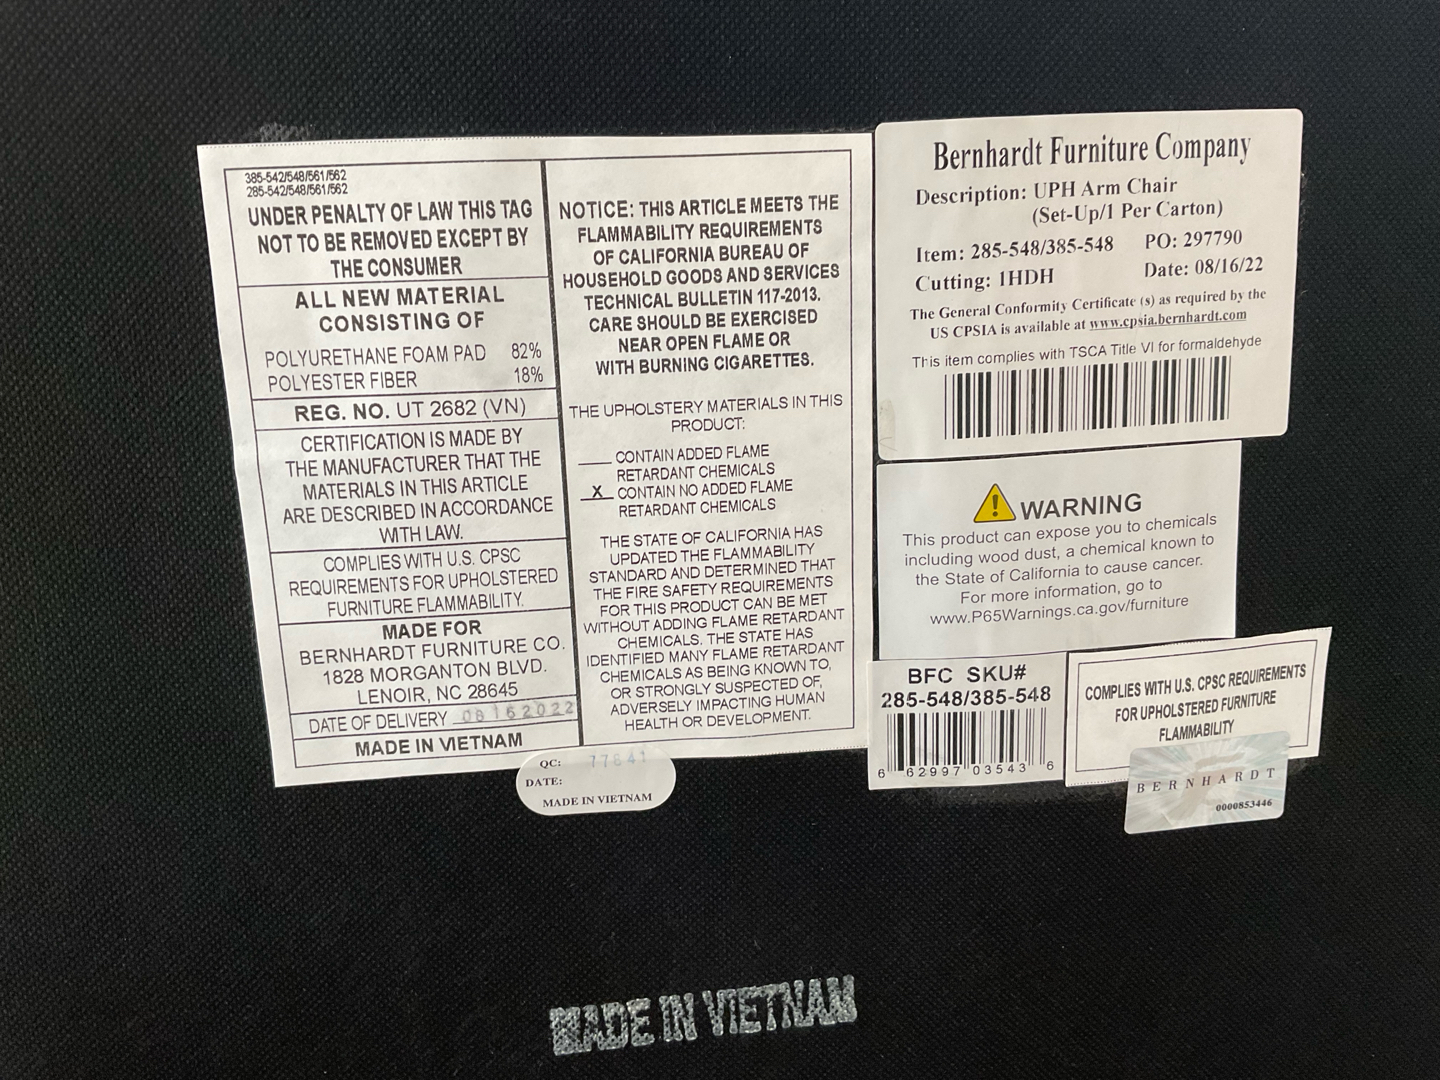 385-542/548/561/562
285-542/548/561/562
UNDER PENALTY OF LAW THIS TAG
NOT TO BE REMOVED EXCEPT BY
THE CONSUMER
ALL NEW MATERIAL
CONSISTING OF
POLYURETHANE FOAM PAD 82%
POLYESTER FIBER 18%
REG. NO. UT 2682 (VN)
CERTIFICATION IS MADE BY
THE MANUFACTURER THAT THE
MATERIALS IN THIS ARTICLE
ARE DESCRIBED IN ACCORDANCE
WITH LAW.
COMPLIES WITH U.S. CPSC
REQUIREMENTS FOR UPHOLSTERED
FURNITURE FLAMMABILITY.
MADE FOR
BERNHARDT FURNITURE CO.
1828 MORGANTON BLVD.
LENOIR, NC 28645
DATE OF DELIVERY 08162022
MADE IN VIETNAM
NOTICE: THIS ARTICLE MEETS THE
FLAMMABILITY REQUIREMENTS
OF CALIFORNIA BUREAU OF
HOUSEHOLD GOODS AND SERVICES
TECHNICAL BULLETIN 117-2013.
CARE SHOULD BE EXERCISED
NEAR OPEN FLAME OR
WITH BURNING CIGARETTES.
THE UPHOLSTERY MATERIALS IN THIS
PRODUCT:
___ CONTAIN ADDED FLAME
RETARDANT CHEMICALS
X CONTAIN NO ADDED FLAME
RETARDANT CHEMICALS
THE STATE OF CALIFORNIA HAS
UPDATED THE FLAMMABILITY
STANDARD AND DETERMINED THAT
THE FIRE SAFETY REQUIREMENTS
FOR THIS PRODUCT CAN BE MET
WITHOUT ADDING FLAME RETARDANT
CHEMICALS. THE STATE HAS
IDENTIFIED MANY FLAME RETARDANT
CHEMICALS AS BEING KNOWN TO,
OR STRONGLY SUSPECTED OF,
ADVERSELY IMPACTING HUMAN
HEALTH OR DEVELOPMENT.
QC: 77841
DATE:
MADE IN VIETNAM
Bernhardt Furniture Company
Description: UPH Arm Chair
(Set-Up/1 Per Carton)
Item: 285-548/385-548 PO: 297790
Cutting: 1HDH Date: 08/16/22
The General Conformity Certificate (s) as required by the
US CPSIA is available at www.cpsia.bernhardt.com
This item complies with TSCA Title VI for formaldehyde
WARNING
This product can expose you to chemicals
including wood dust, a chemical known to
the State of California to cause cancer.
For more information, go to
www.P65Warnings.ca.gov/furniture
BFC SKU#
285-548/385-548
6 62997 03543 6
COMPLIES WITH U.S. CPSC REQUIREMENTS
FOR UPHOLSTERED FURNITURE
FLAMMABILITY
BERNHARDT
0000853446
MADE IN VIETNAM